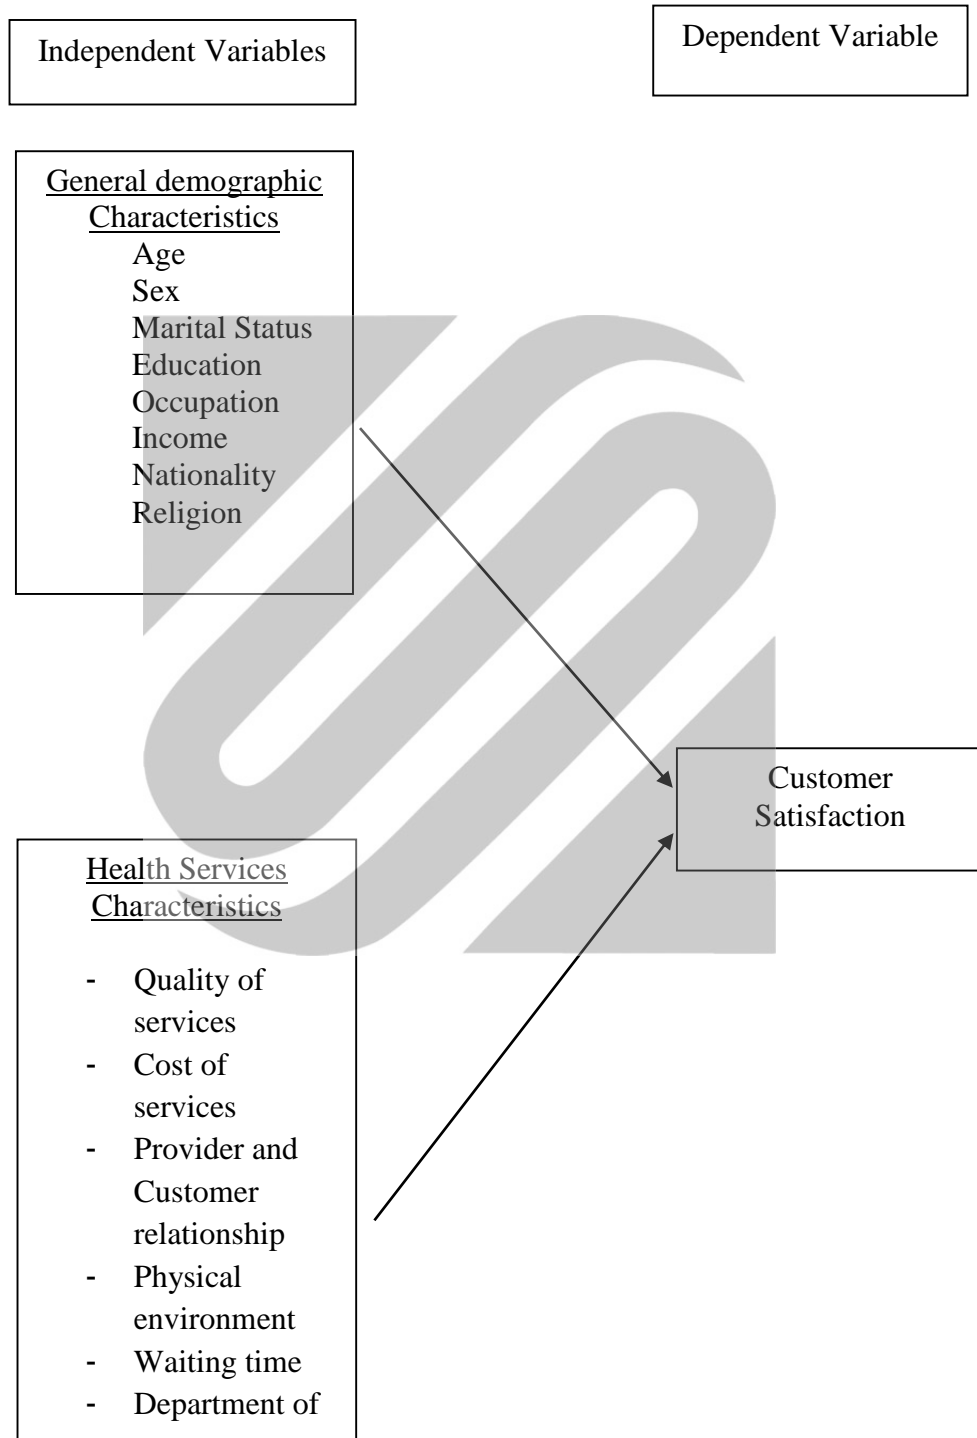 Independent Variables
Dependent Variable
General demographic
Characteristics
Age
Sex
Marital Status
Education
Occupation
Income
Nationality
Religion
Customer
Satisfaction
Health Services
Characteristics
- Quality of
services
- Cost of
services
- Provider and
Customer
relationship
- Physical
environment
- Waiting time
- Department of